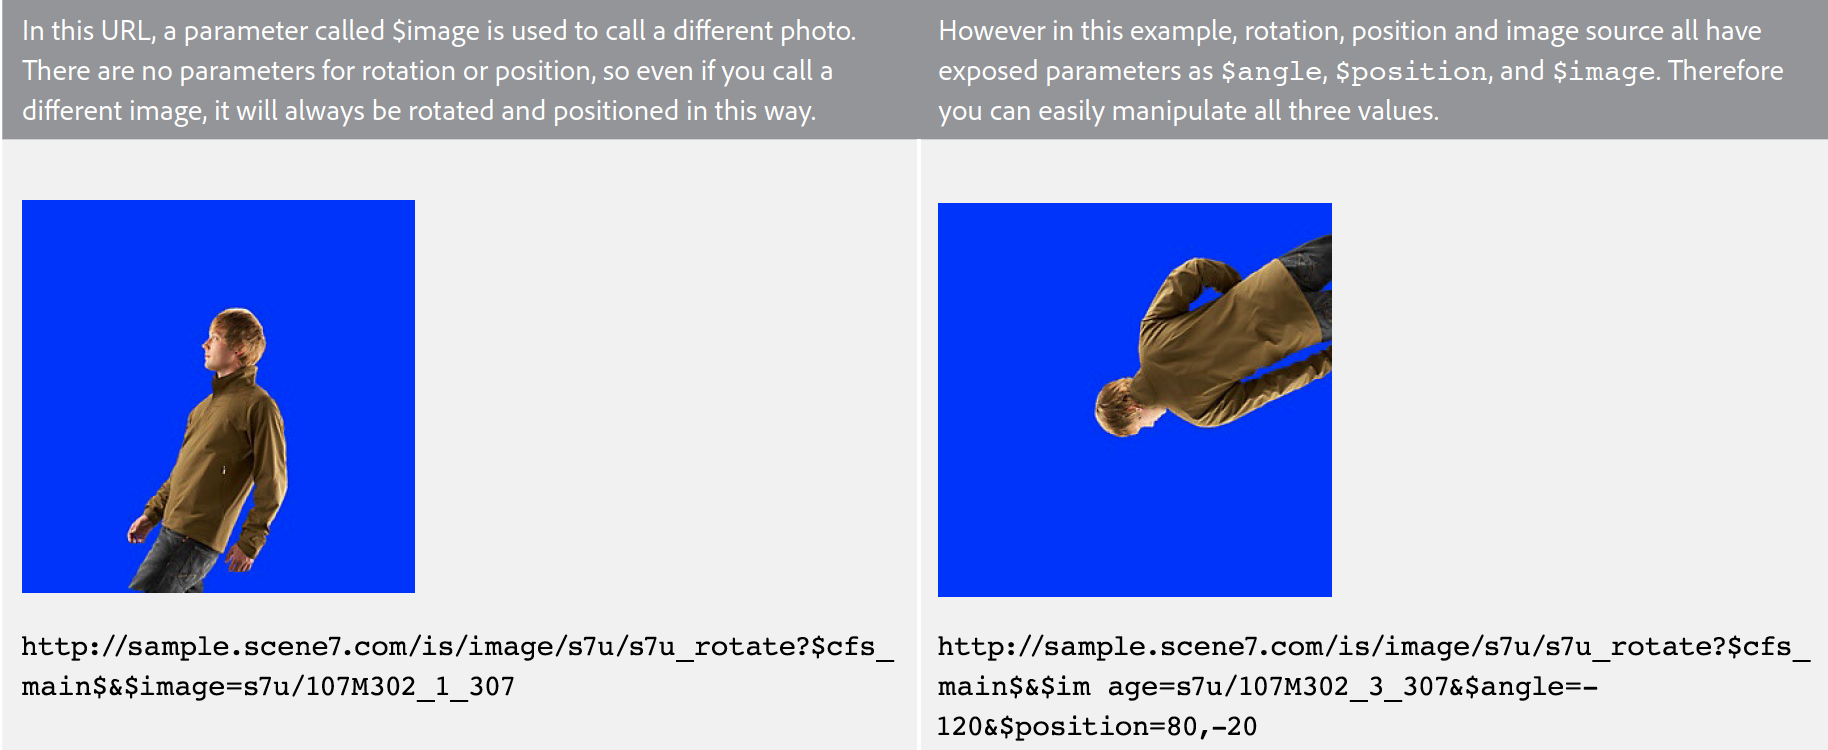 In this URL, a parameter called $image is used to call a different photo.
There are no parameters for rotation or position, so even if you call a
different image, it will always be rotated and positioned in this way.
However in this example, rotation, position and image source all have
exposed parameters as $angle, $position, and $image. Therefore
you can easily manipulate all three values.
http://sample.scene7.com/is/image/s7u/s7u_rotate?$cfs_
main$&$image=s7u/107M302_1_307
http://sample.scene7.com/is/image/s7u/s7u_rotate?$cfs_
main$&$im age=s7u/107M302_3_307&$angle=-
120&$position=80,-20